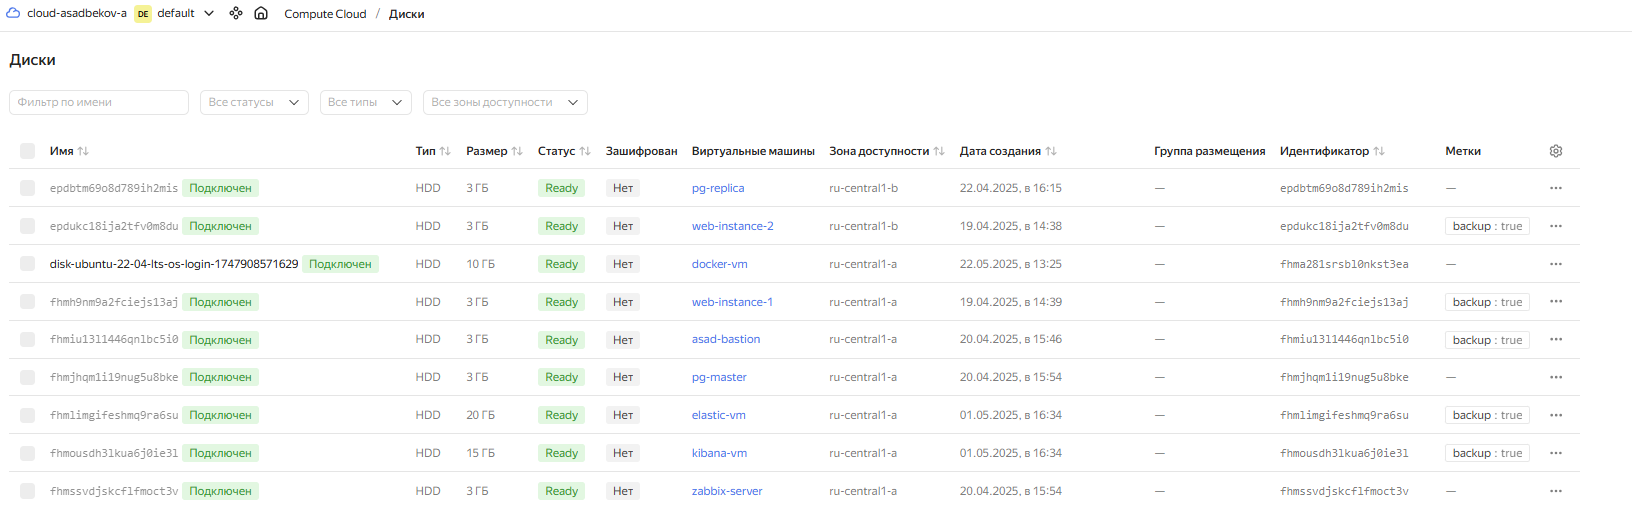 cloud-asadbekov-a DE default Compute Cloud / Диски
Диски
Фильтр по имени Все статусы Все типы Все зоны доступности
Имя Тип Размер Статус Зашифрован Виртуальные машины Зона доступности Дата создания Группа размещения Идентификатор Метки
epdbtm69o8d789ih2mis Подключен HDD 3 ГБ Ready Нет pg-replica ru-central1-b 22.04.2025, в 16:15 — epdbtm69o8d789ih2mis —
epdukc18ija2tfv0m8du Подключен HDD 3 ГБ Ready Нет web-instance-2 ru-central1-b 19.04.2025, в 14:38 — epdukc18ija2tfv0m8du backup : true
disk-ubuntu-22-04-lts-os-login-1747908571629 Подключен HDD 10 ГБ Ready Нет docker-vm ru-central1-a 22.05.2025, в 13:25 — fhma281srsbl0nkst3ea —
fhmh9nm9a2fciejs13aj Подключен HDD 3 ГБ Ready Нет web-instance-1 ru-central1-a 19.04.2025, в 14:39 — fhmh9nm9a2fciejs13aj backup : true
fhmiu13l1446qnlbc5i0 Подключен HDD 3 ГБ Ready Нет asad-bastion ru-central1-a 20.04.2025, в 15:46 — fhmiu13l1446qnlbc5i0 backup : true
fhmjhqm1i19nug5u8bke Подключен HDD 3 ГБ Ready Нет pg-master ru-central1-a 20.04.2025, в 15:54 — fhmjhqm1i19nug5u8bke —
fhmlimgifeshmq9ra6su Подключен HDD 20 ГБ Ready Нет elastic-vm ru-central1-a 01.05.2025, в 16:34 — fhmlimgifeshmq9ra6su backup : true
fhmousdh3lkua6j0ie3l Подключен HDD 15 ГБ Ready Нет kibana-vm ru-central1-a 01.05.2025, в 16:34 — fhmousdh3lkua6j0ie3l backup : true
fhmssvdjskcflfmoct3v Подключен HDD 3 ГБ Ready Нет zabbix-server ru-central1-a 20.04.2025, в 15:54 — fhmssvdjskcflfmoct3v —